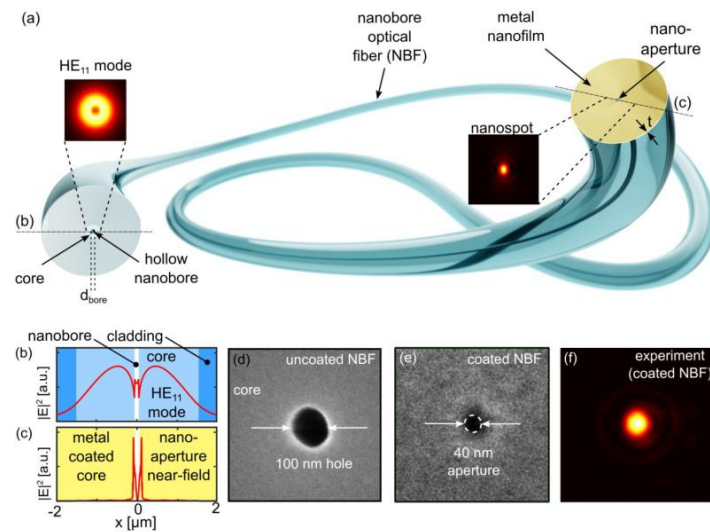 (a)
nanobore
optical
fiber (NBF)
metal
nanofilm
nano-
aperture
HE11 mode
(c)
t
nanospot
(b)
core
hollow
nanobore
dbore
nanobore
cladding
(b)
|E|² [a.u.]
core
HE11
mode
(c)
|E|² [a.u.]
metal
coated
core
nano-
aperture
near-field
-2
0
2
x [µm]
(d)
uncoated NBF
core
100 nm hole
(e)
coated NBF
40 nm
aperture
(f)
experiment
(coated NBF)